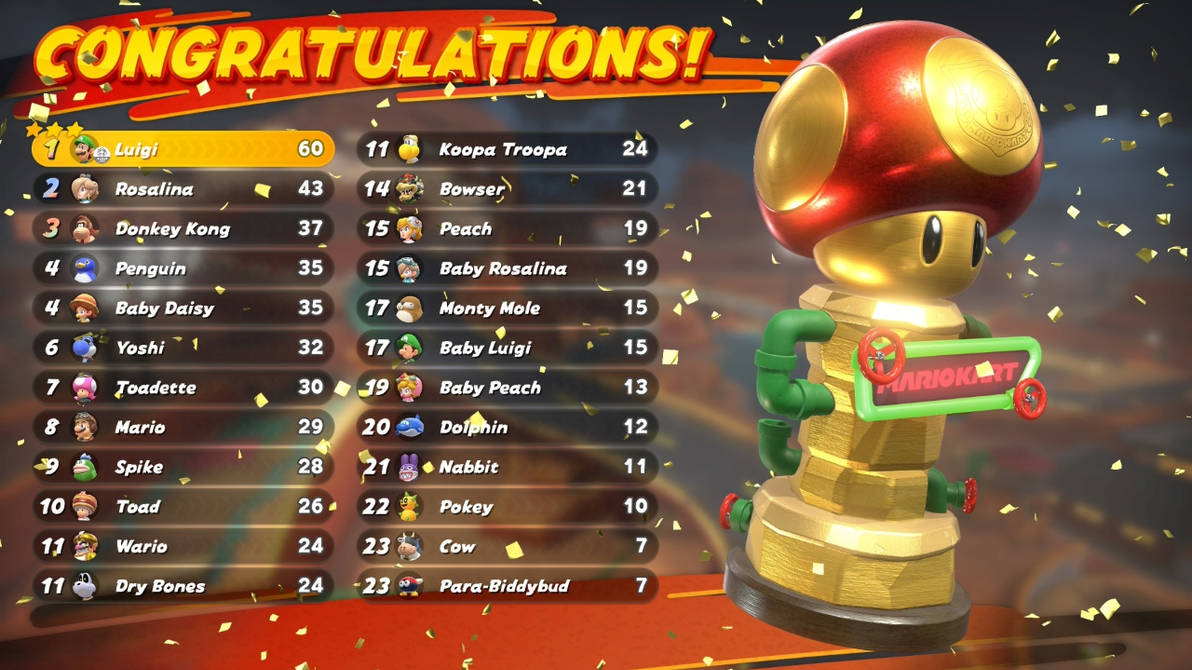 CONGRATULATIONS!
1 Luigi 60
2 Rosalina 43
3 Donkey Kong 37
4 Penguin 35
4 Baby Daisy 35
6 Yoshi 32
7 Toadette 30
8 Mario 29
9 Spike 28
10 Toad 26
11 Wario 24
11 Dry Bones 24
11 Koopa Troopa 24
14 Bowser 21
15 Peach 19
15 Baby Rosalina 19
17 Monty Mole 15
17 Baby Luigi 15
19 Baby Peach 13
20 Dolphin 12
21 Nabbit 11
22 Pokey 10
23 Cow 7
23 Para-Biddybud 7
MARIO KART
MARIO KART